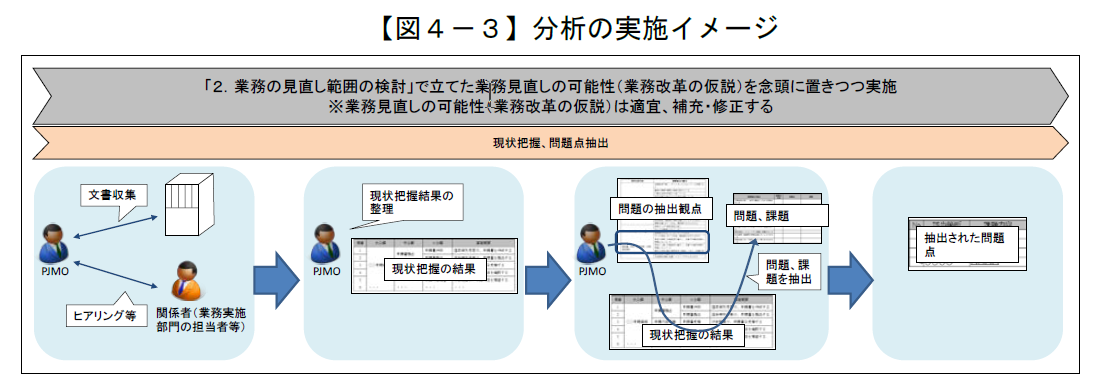 【図４－３】分析の実施イメージ
「２．業務の見直し範囲の検討」で立てた業務見直しの可能性（業務改革の仮説）を念頭に置きつつ実施
※業務見直しの可能性（業務改革の仮説）は適宜、補充・修正する
現状把握、問題点抽出
文書収集
PJMO
ヒアリング等
関係者（業務実施
部門の担当者等）
現状把握結果の
整理
PJMO
現状把握の結果
問題の抽出観点
問題、課題
PJMO
問題、課
題を抽出
現状把握の結果
抽出された問題
点